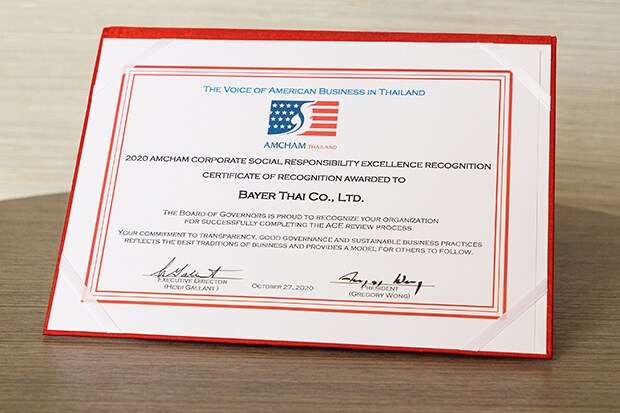 The Voice of American Business in Thailand
AMCHAM THAILAND
2020 AMCHAM CORPORATE SOCIAL RESPONSIBILITY EXCELLENCE RECOGNITION
CERTIFICATE OF RECOGNITION AWARDED TO
Bayer Thai Co., Ltd.
The Board of Governors is proud to recognize your organization
for successfully completing the ACE review process.
Your commitment to transparency, good governance and sustainable business practices
reflects the best traditions of business and provides a model for others to follow.
Executive Director
(Heidi Gallant)
October 27, 2020
President
(Gregory Wong)